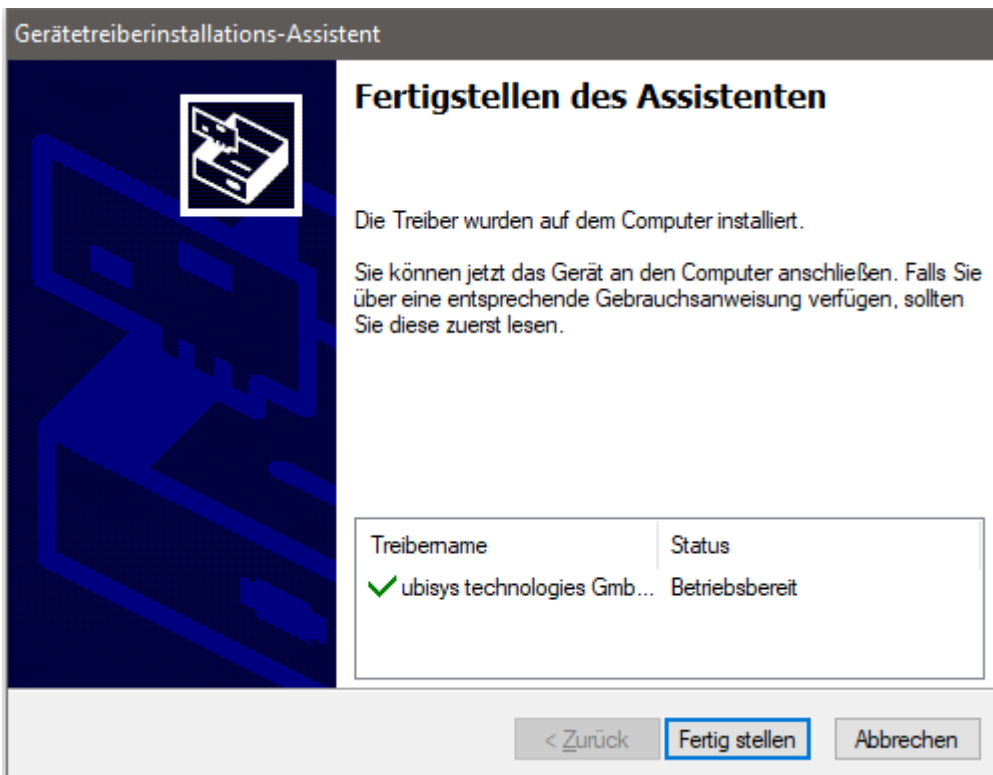 Gerätetreiberinstallations-Assistent
Fertigstellen des Assistenten
Die Treiber wurden auf dem Computer installiert.
Sie können jetzt das Gerät an den Computer anschließen. Falls Sie
über eine entsprechende Gebrauchsanweisung verfügen, sollten
Sie diese zuerst lesen.
Treibername Status
ubisys technologies Gmb... Betriebsbereit
< Zurück Fertig stellen Abbrechen